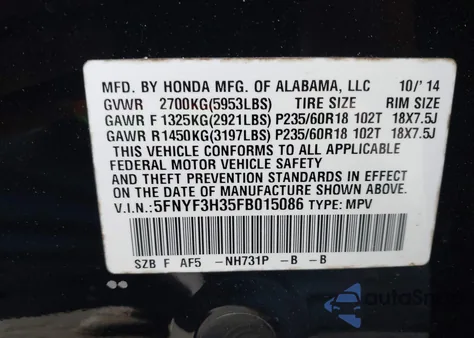 MFD. BY HONDA MFG. OF ALABAMA, LLC 10/'14
GVWR 2700KG(5953LBS) TIRE SIZE RIM SIZE
GAWR F 1325KG(2921LBS) P235/60R18 102T 18X7.5J
GAWR R1450KG(3197LBS) P235/60R18 102T 18X7.5J
THIS VEHICLE CONFORMS TO ALL APPLICABLE
FEDERAL MOTOR VEHICLE SAFETY
AND THEFT PREVENTION STANDARDS IN EFFECT
ON THE DATE OF MANUFACTURE SHOWN ABOVE.
V.I.N.: 5FNYF3H35FB015086 TYPE: MPV
SZB F AF5 -NH731P -B -B